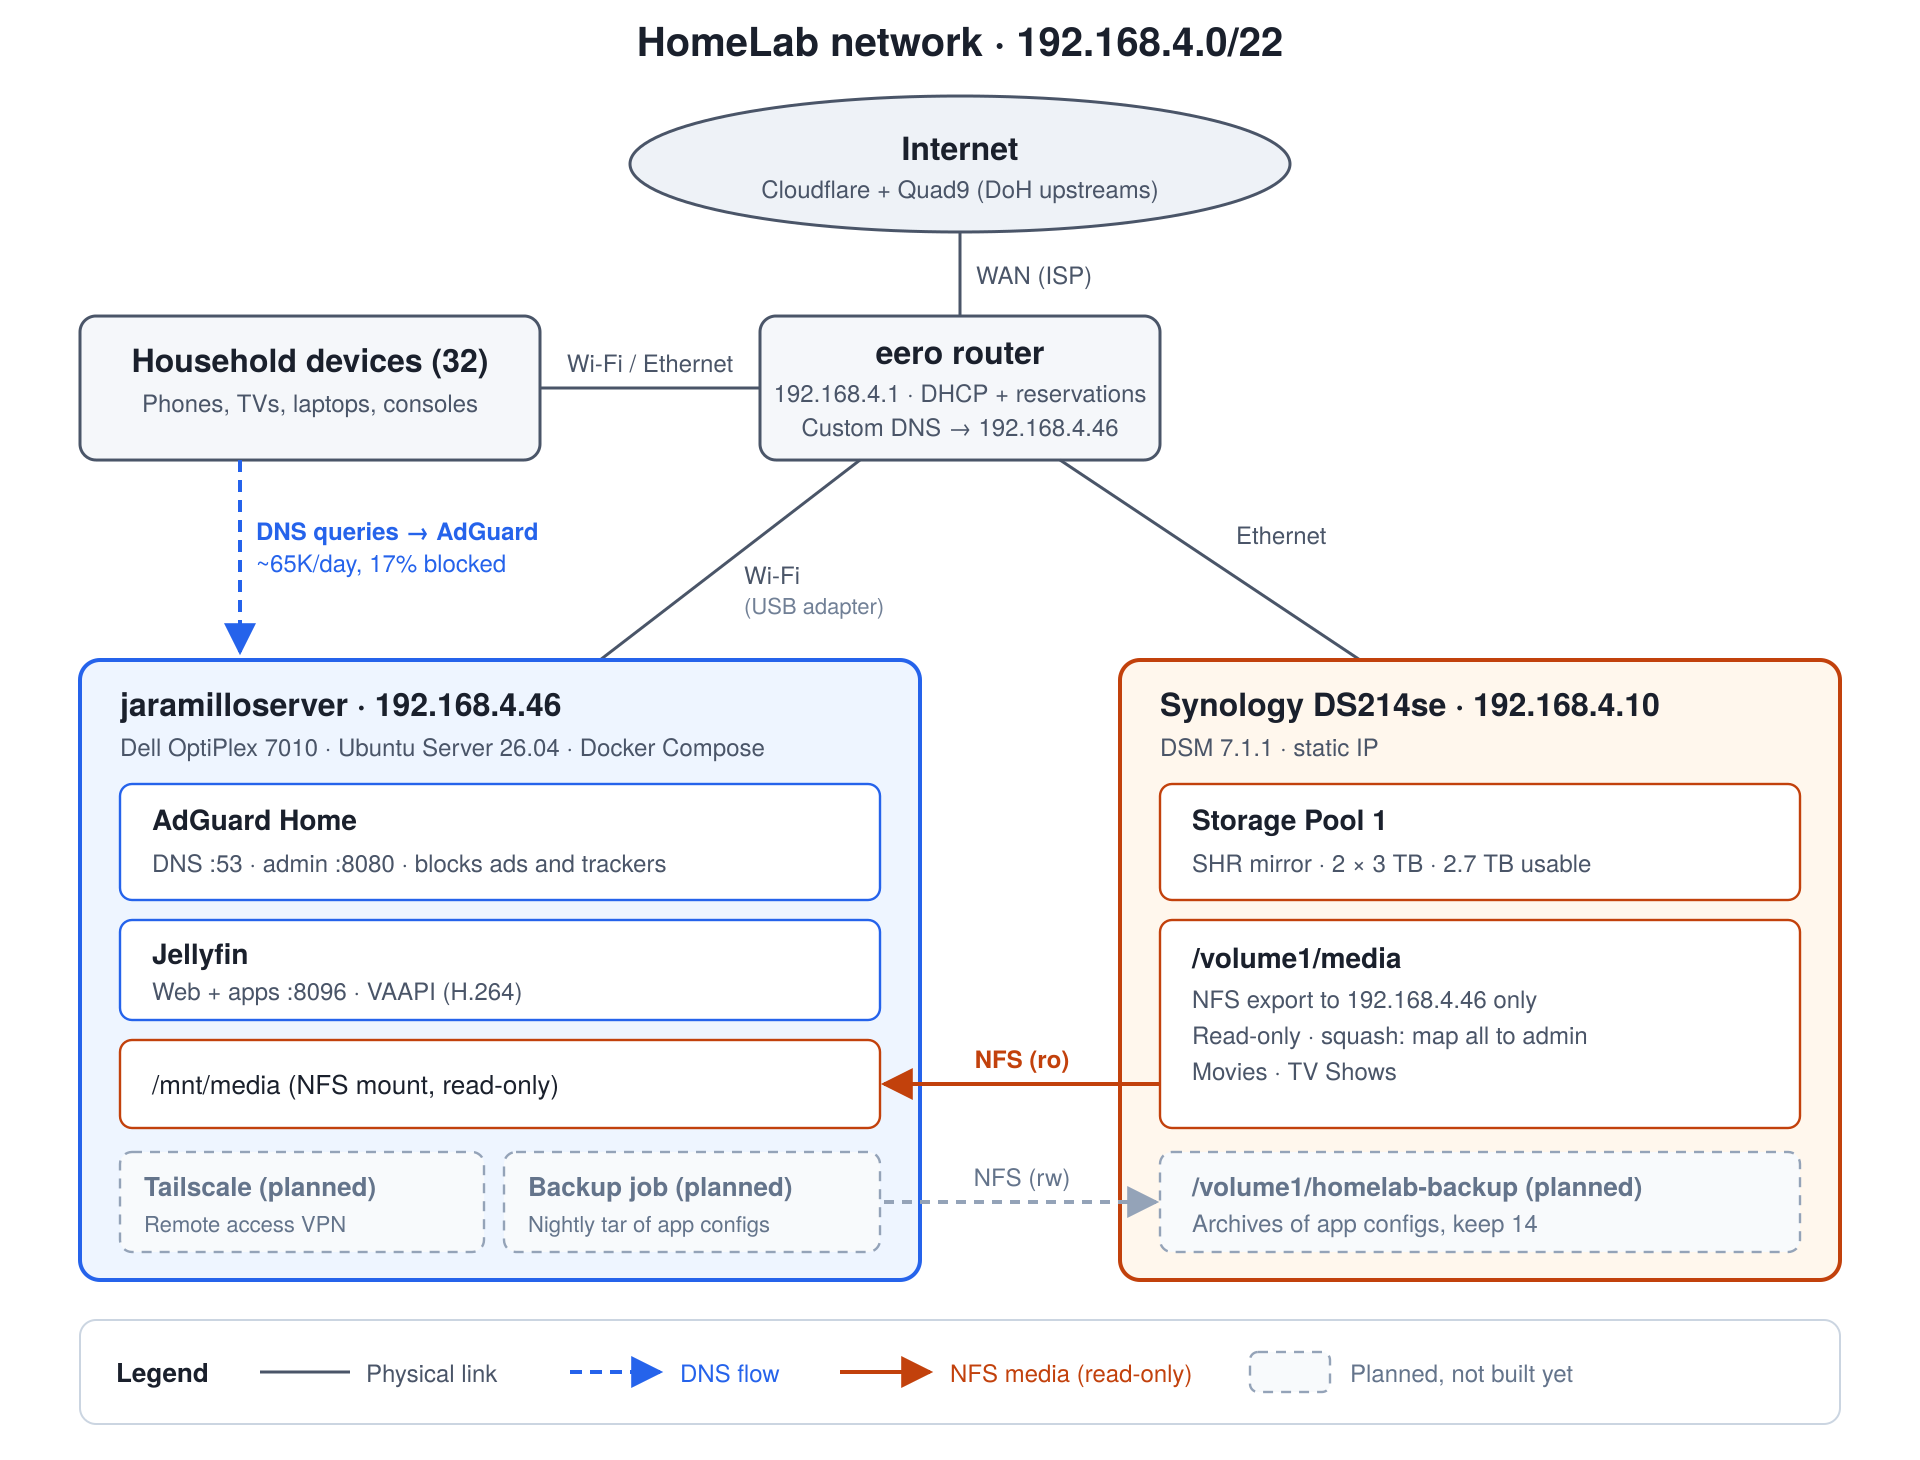 HomeLab network · 192.168.4.0/22
Internet
Cloudflare + Quad9 (DoH upstreams)
WAN (ISP)
Household devices (32)
Phones, TVs, laptops, consoles
Wi-Fi / Ethernet
eero router
192.168.4.1 · DHCP + reservations
Custom DNS → 192.168.4.46
DNS queries → AdGuard
~65K/day, 17% blocked
Wi-Fi
(USB adapter)
Ethernet
jaramilloserver · 192.168.4.46
Dell OptiPlex 7010 · Ubuntu Server 26.04 · Docker Compose
AdGuard Home
DNS :53 · admin :8080 · blocks ads and trackers
Jellyfin
Web + apps :8096 · VAAPI (H.264)
/mnt/media (NFS mount, read-only)
Tailscale (planned)
Remote access VPN
Backup job (planned)
Nightly tar of app configs
NFS (ro)
NFS (rw)
Synology DS214se · 192.168.4.10
DSM 7.1.1 · static IP
Storage Pool 1
SHR mirror · 2 × 3 TB · 2.7 TB usable
/volume1/media
NFS export to 192.168.4.46 only
Read-only · squash: map all to admin
Movies · TV Shows
/volume1/homelab-backup (planned)
Archives of app configs, keep 14
Legend
Physical link
DNS flow
NFS media (read-only)
Planned, not built yet